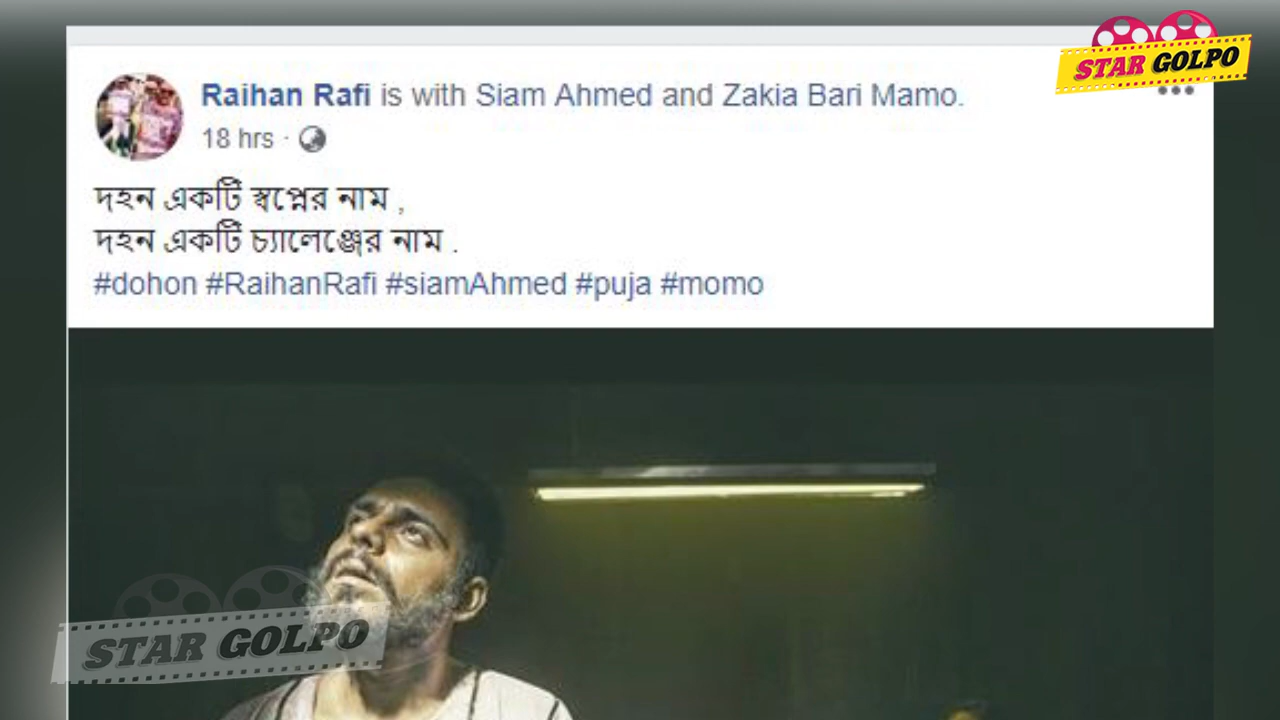 STAR GOLPO
Raihan Rafi is with Siam Ahmed and Zakia Bari Mamo.
18 hrs ·
দহন একটি স্বপ্নের নাম ,
দহন একটি চ্যালেঞ্জের নাম .
#dohon #RaihanRafi #siamAhmed #puja #momo
STAR GOLPO